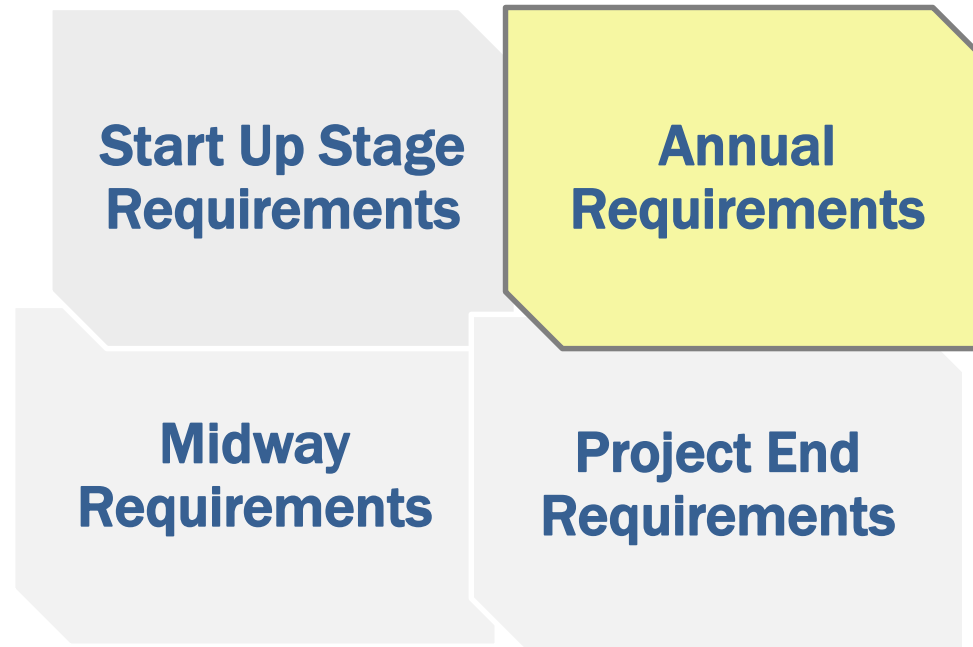 Start Up Stage
Requirements
Annual
Requirements
Midway
Requirements
Project End
Requirements